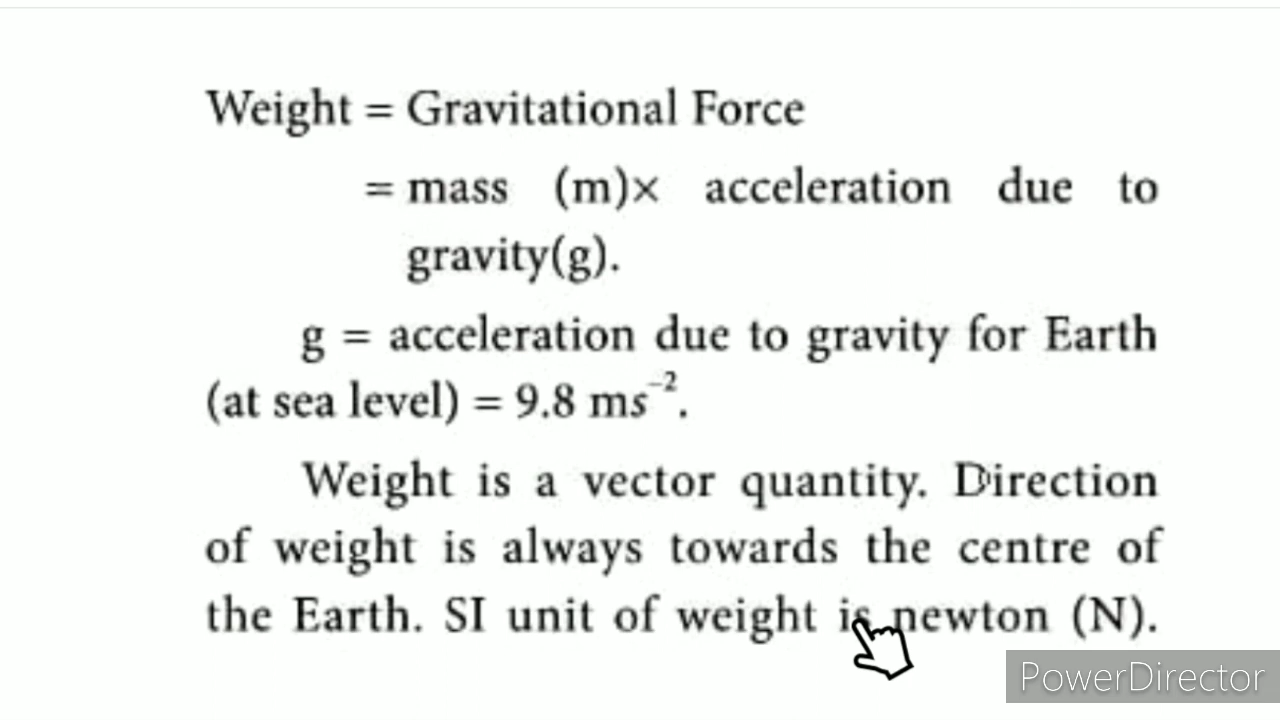 Weight = Gravitational Force
= mass (m)× acceleration due to
gravity(g).
g = acceleration due to gravity for Earth
(at sea level) = 9.8 ms⁻².
Weight is a vector quantity. Direction
of weight is always towards the centre of
the Earth. SI unit of weight is newton (N).
PowerDirector